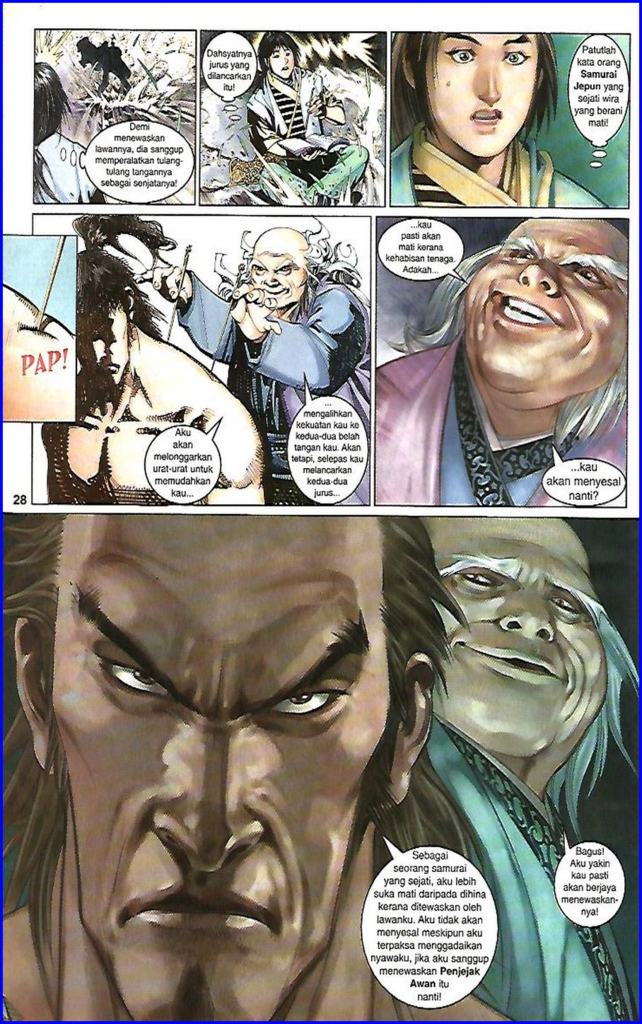 Demi
menewaskan
lawannya, dia sanggup
memperalatkan tulang-
tulang tangannya
sebagai senjatanya!
Dahsyatnya
jurus yang
dilancarkan
itu!
Patutlah
kata orang
Samurai
Jepun yang
sejati wira
yang berani
mati!
PAP!
Aku
akan
melonggarkan
urat-urat untuk
memudahkan
kau...
...
mengalihkan
kekuatan kau ke
kedua-dua belah
tangan kau. Akan
tetapi, selepas kau
melancarkan
kedua-dua
jurus...
...kau
pasti akan
mati kerana
kehabisan tenaga.
Adakah...
...kau
akan menyesal
nanti?
28
Sebagai
seorang samurai
yang sejati, aku lebih
suka mati daripada dihina
kerana ditewaskan oleh
lawanku. Aku tidak akan
menyesal meskipun aku
terpaksa menggadaikan
nyawaku, jika aku sanggup
menewaskan Penjejak
Awan itu
nanti!
Bagus!
Aku yakin
kau pasti
akan berjaya
menewaskan-
nya!